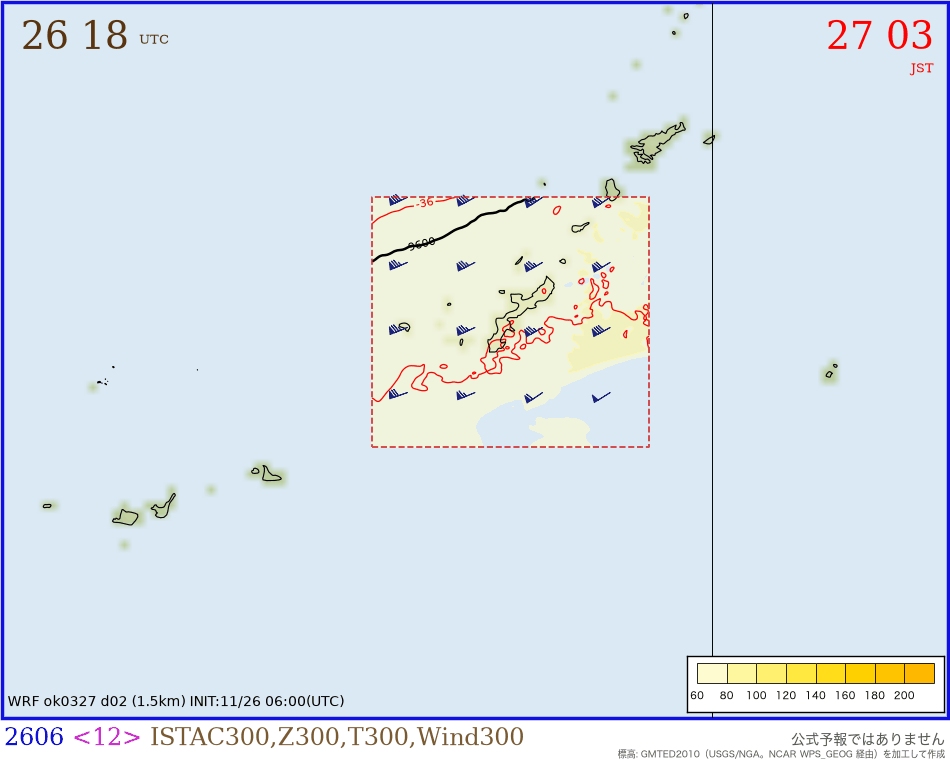 26 18 UTC
27 03
JST
-36
9600
60 80 100 120 140 160 180 200
WRF ok0327 d02 (1.5km) INIT:11/26 06:00(UTC)
2606 <12> ISTAC300,Z300,T300,Wind300
公式予報ではありません
標高: GMTED2010（USGS/NGA。NCAR WPS_GEOG 経由）を加工して作成